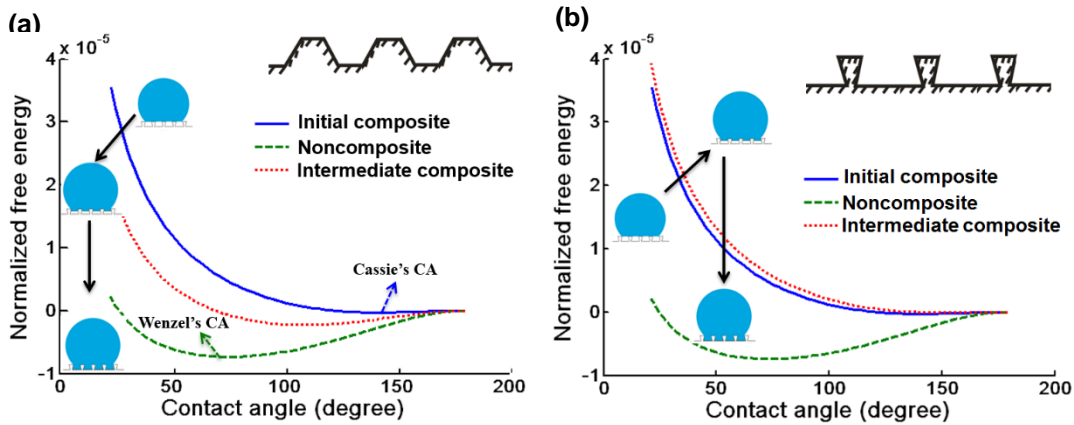 (a)
× 10⁻⁵
4
3
2
1
0
-1
0
50
100
150
200
Normalized free energy
Contact angle (degree)
Initial composite
Noncomposite
Intermediate composite
Cassie's CA
Wenzel's CA
(b)
× 10⁻⁵
4
3
2
1
0
-1
0
50
100
150
200
Normalized free energy
Contact angle (degree)
Initial composite
Noncomposite
Intermediate composite